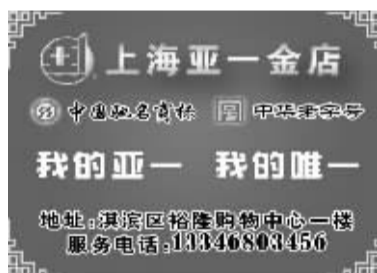 上海亚一金店
中国驰名商标 中华老字号
我的亚一 我的唯一
地址:淇滨区裕隆购物中心一楼
服务电话:13346803456